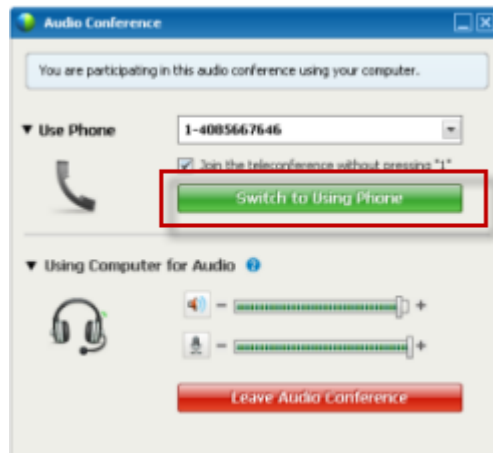 Audio Conference
You are participating in this audio conference using your computer.
Use Phone
1-4085667646
Join the teleconference without pressing "1"
Switch to Using Phone
Using Computer for Audio
Leave Audio Conference